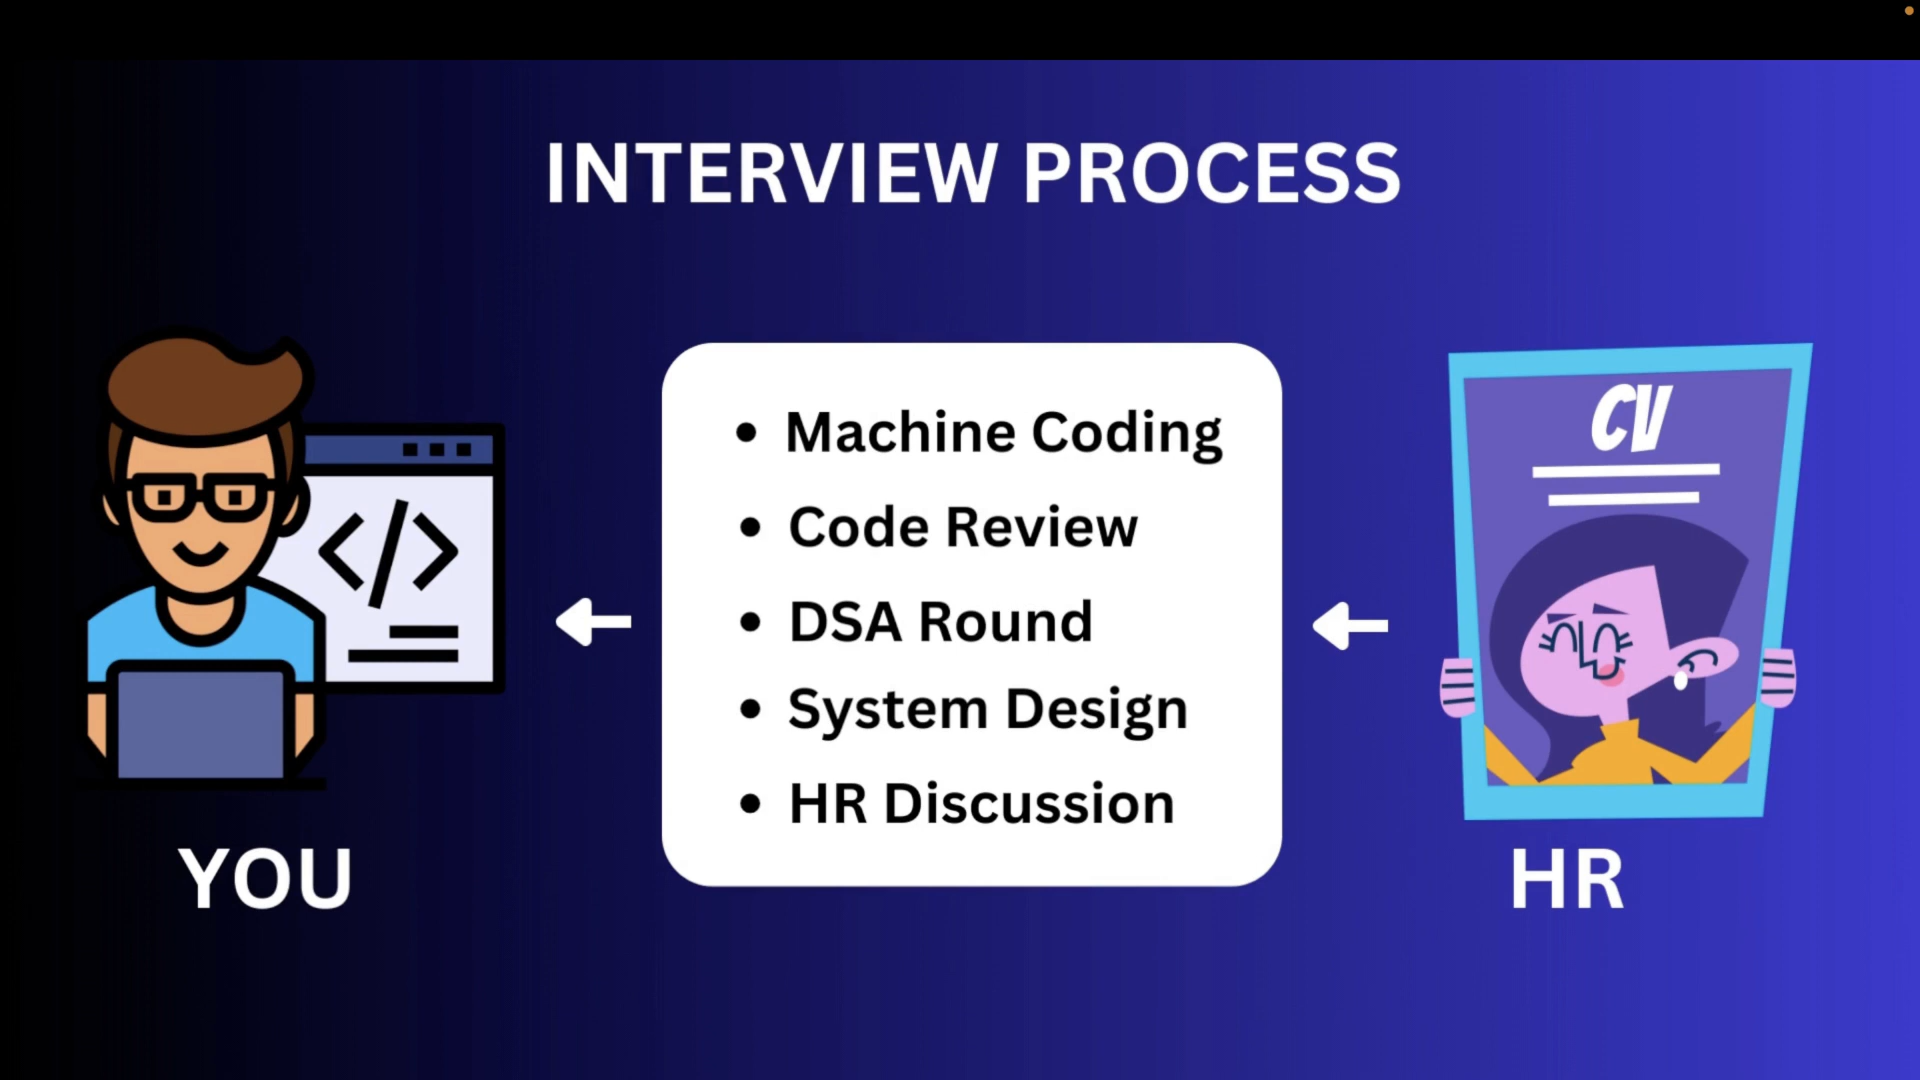 INTERVIEW PROCESS
CV
</>
• Machine Coding
• Code Review
• DSA Round
• System Design
• HR Discussion
YOU
HR